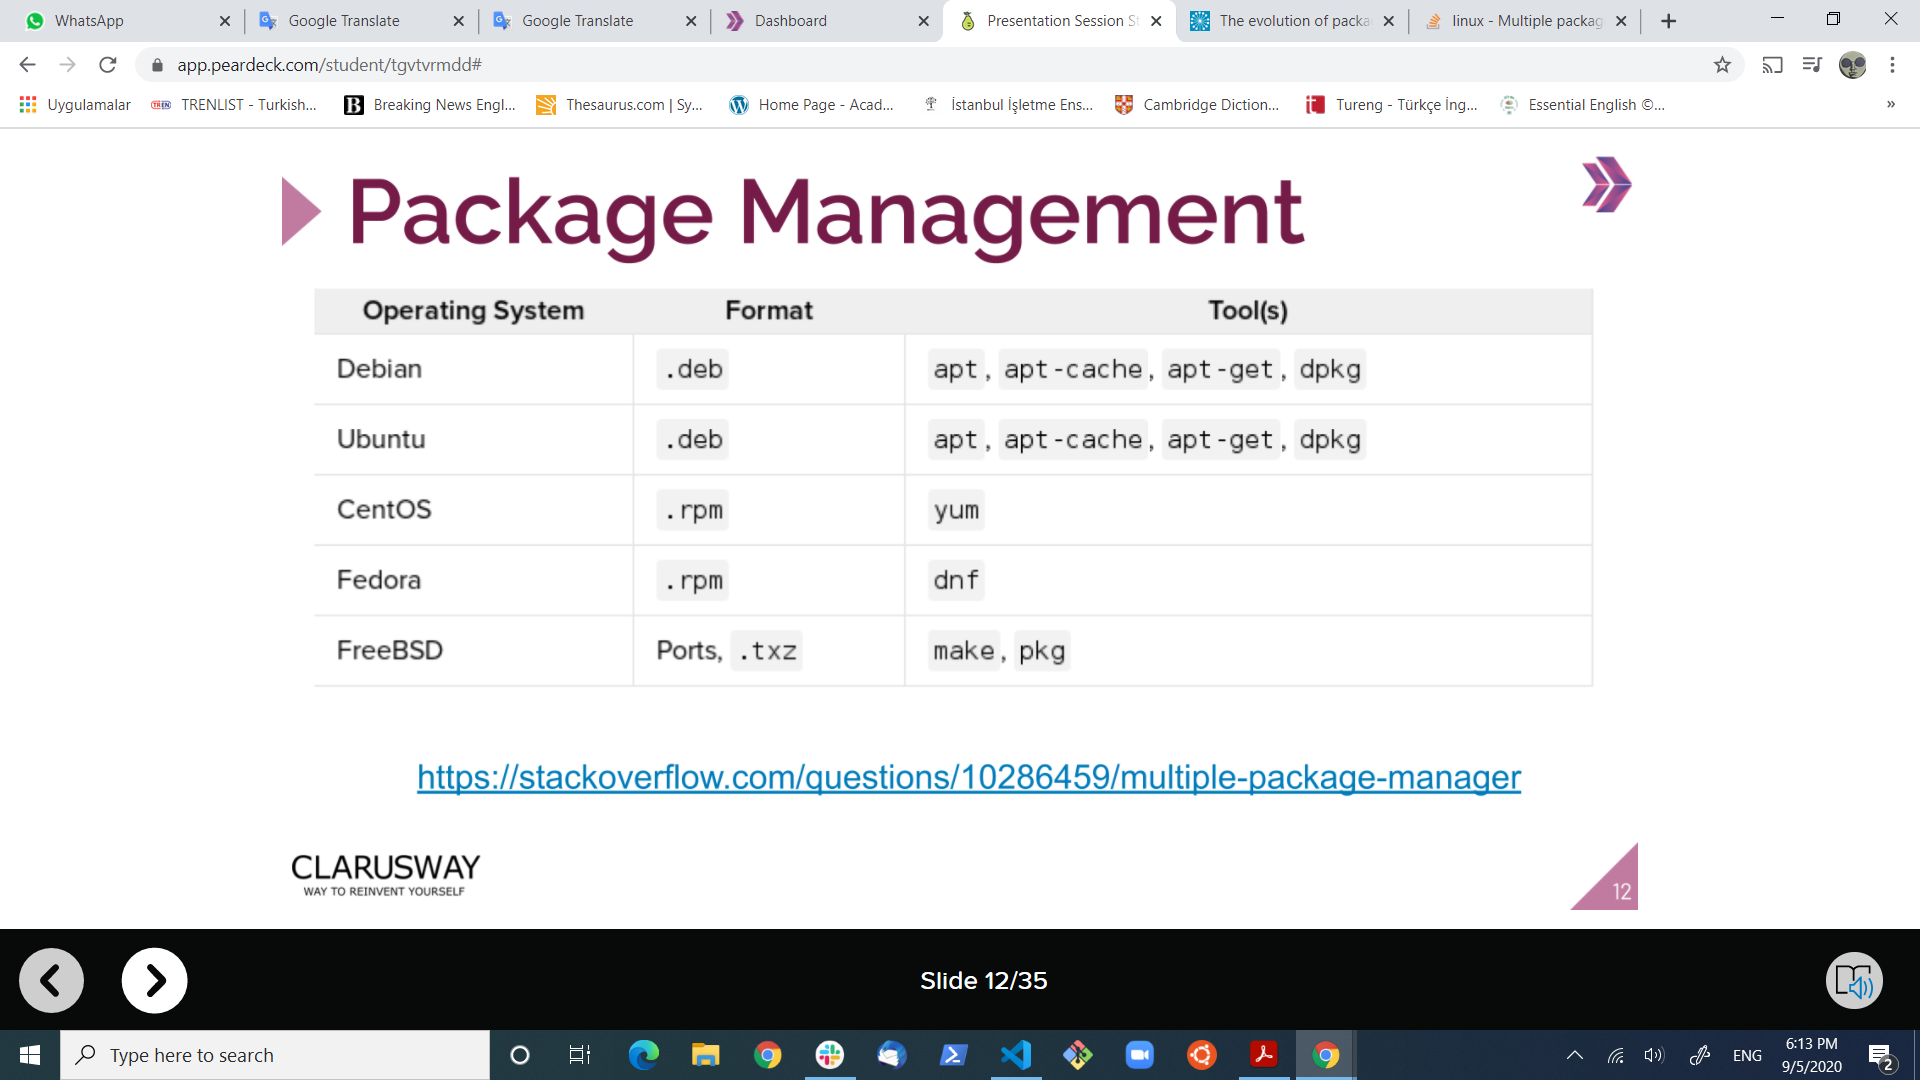 WhatsApp
Google Translate
Google Translate
Dashboard
Presentation Session St
The evolution of packa
linux - Multiple packag
app.peardeck.com/student/tgvtvrmdd#
Uygulamalar
TREN TRENLIST - Turkish...
B Breaking News Engl...
Thesaurus.com | Sy...
Home Page - Acad...
İstanbul İşletme Ens...
Cambridge Diction...
Tureng - Türkçe İng...
Essential English ©...
»
Package Management
Operating System Format Tool(s)
Debian .deb apt, apt-cache, apt-get, dpkg
Ubuntu .deb apt, apt-cache, apt-get, dpkg
CentOS .rpm yum
Fedora .rpm dnf
FreeBSD Ports, .txz make, pkg
https://stackoverflow.com/questions/10286459/multiple-package-manager
CLARUSWAY
WAY TO REINVENT YOURSELF
12
Slide 12/35
Type here to search
ENG
6:13 PM
9/5/2020
2